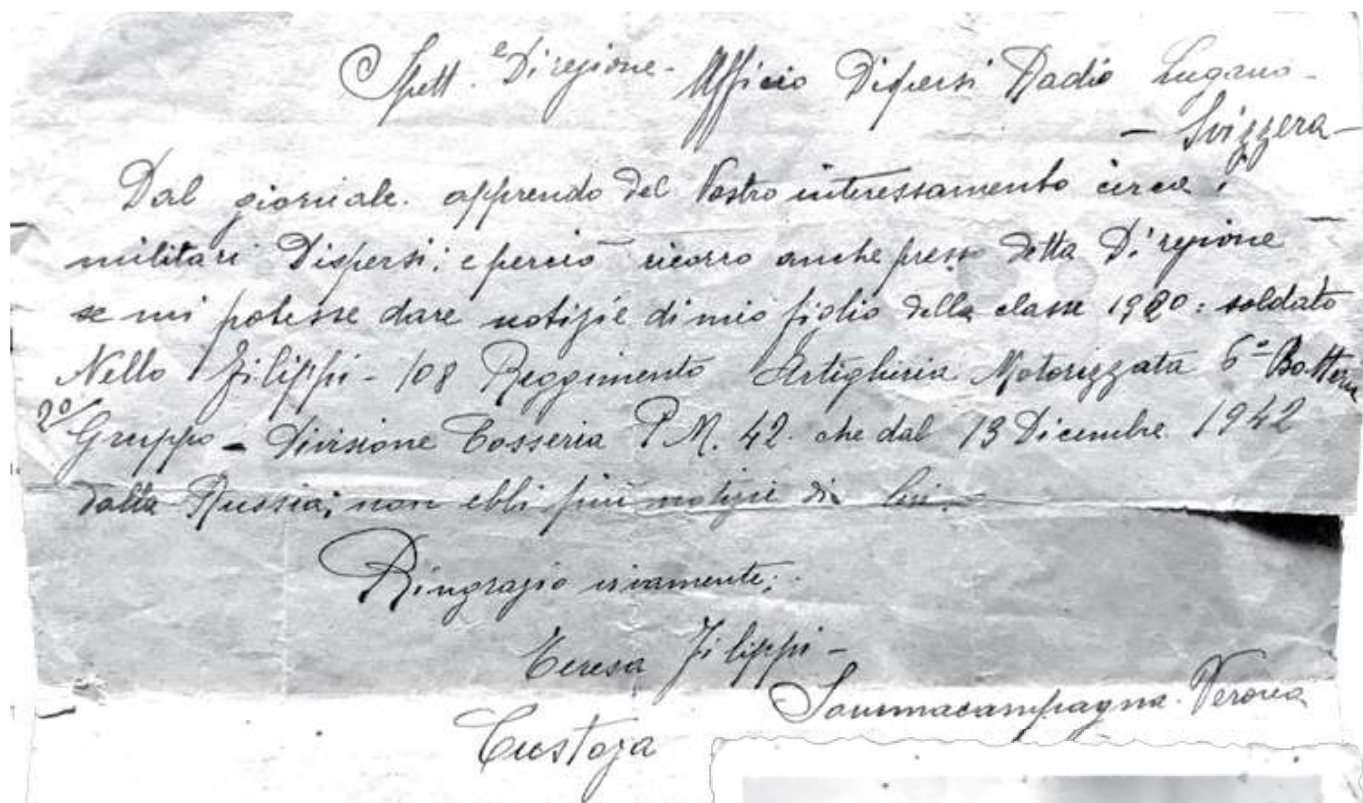 Spett.le Direzione - Ufficio Dispersi Radio Lugano -
- Svizzera -
Dal giornale. apprendo del Vostro interessamento circa i
militari Dispersi; e perciò ricorro anche presso detta Direzione
se mi potesse dare notizie di mio figlio della classe 1920: soldato
Nello Filippi - 108 Reggimento Artiglieria Motorizzata 6ª Batteria
2º Gruppo - Divisione Cosseria P.M. 42. che dal 13 Dicembre 1942
dalla Russia; non ebbi più notizie di lui.
Ringrazio vivamente;.
Teresa Filippi -
Custoza Sommacampagna. Verona